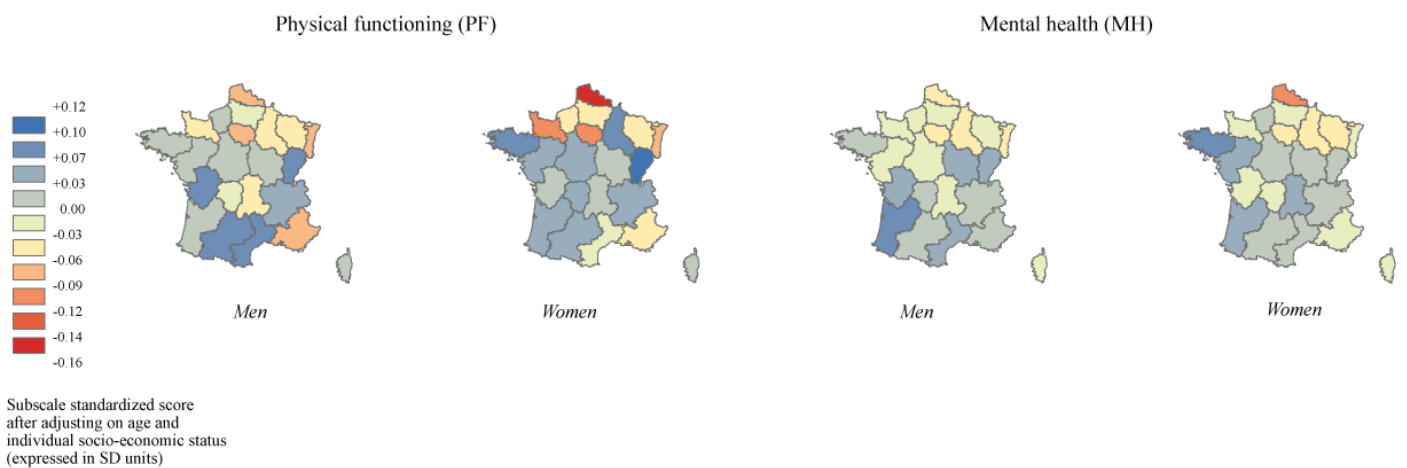 Physical functioning (PF)
Mental health (MH)
+0.12
+0.10
+0.07
+0.03
0.00
-0.03
-0.06
-0.09
-0.12
-0.14
-0.16
Men
Women
Men
Women
Subscale standardized score
after adjusting on age and
individual socio-economic status
(expressed in SD units)